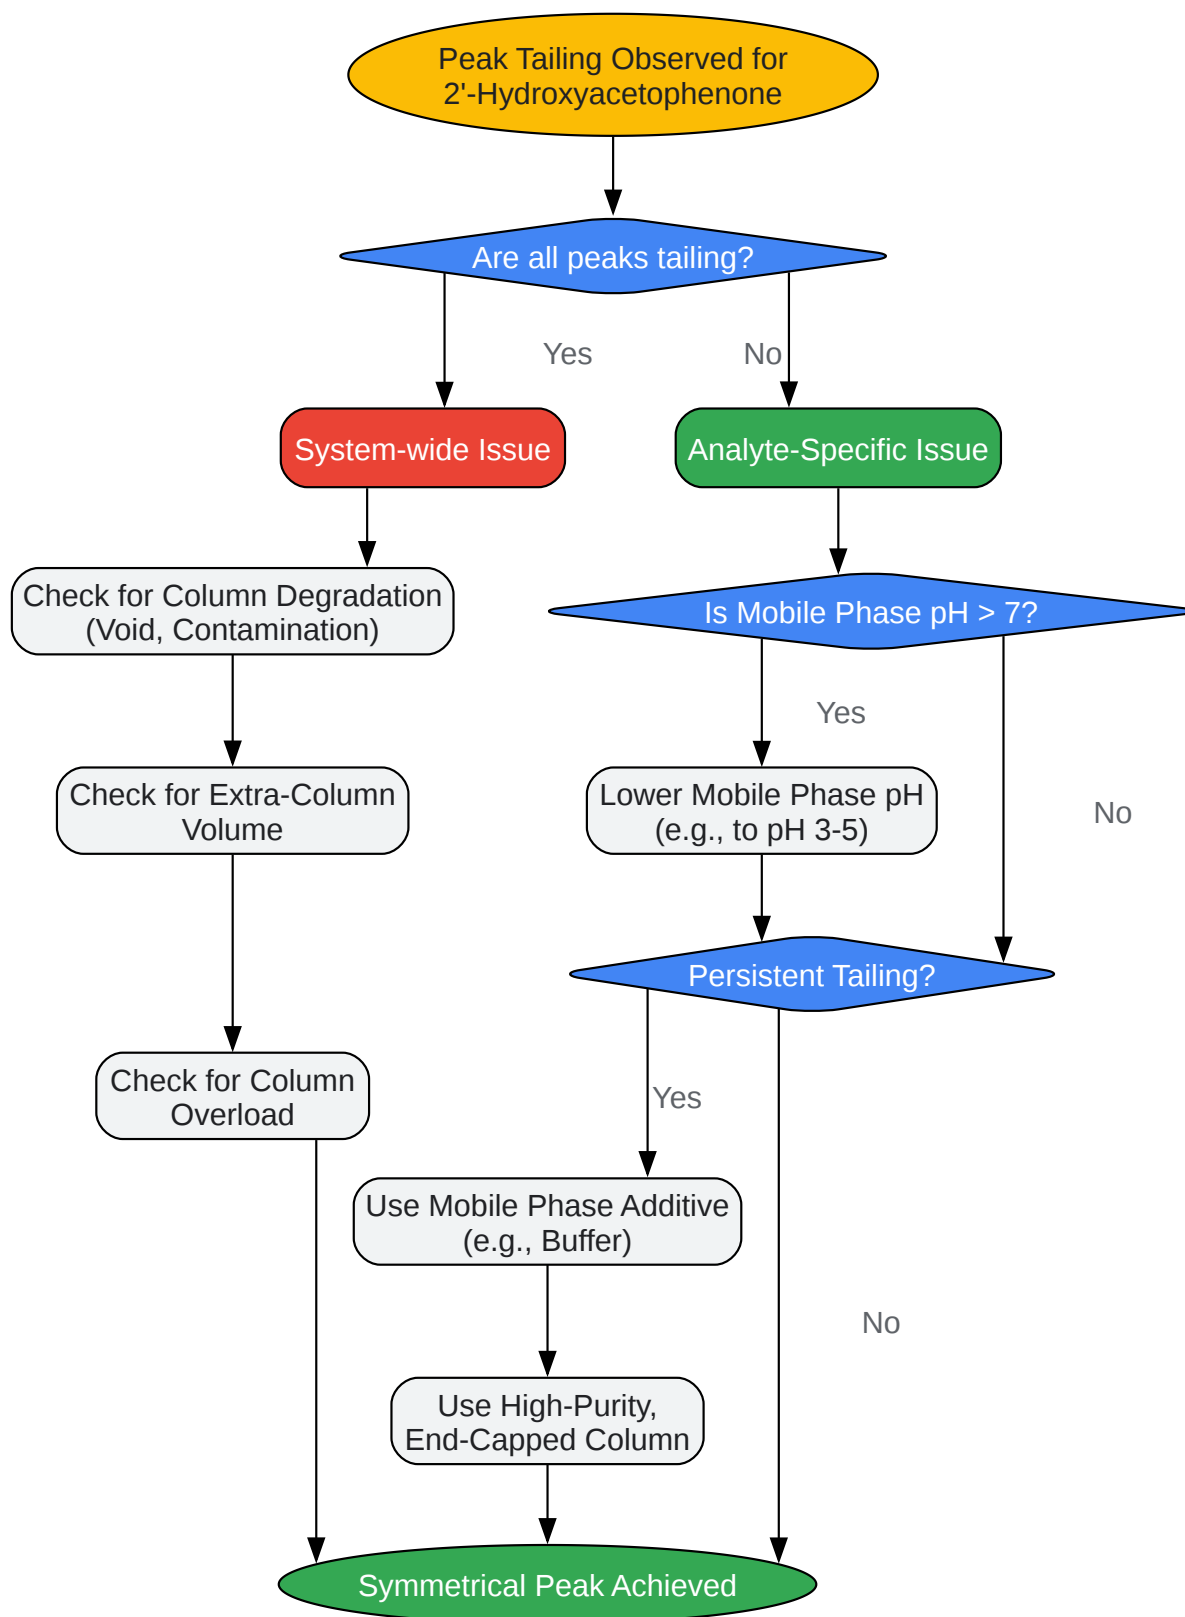 Peak Tailing Observed for
2'-Hydroxyacetophenone
Are all peaks tailing?
Yes
No
System-wide Issue
Analyte-Specific Issue
Check for Column Degradation
(Void, Contamination)
Is Mobile Phase pH > 7?
Yes
Check for Extra-Column
Volume
Lower Mobile Phase pH
(e.g., to pH 3-5)
No
Persistent Tailing?
Check for Column
Overload
Yes
Use Mobile Phase Additive
(e.g., Buffer)
No
Use High-Purity,
End-Capped Column
Symmetrical Peak Achieved